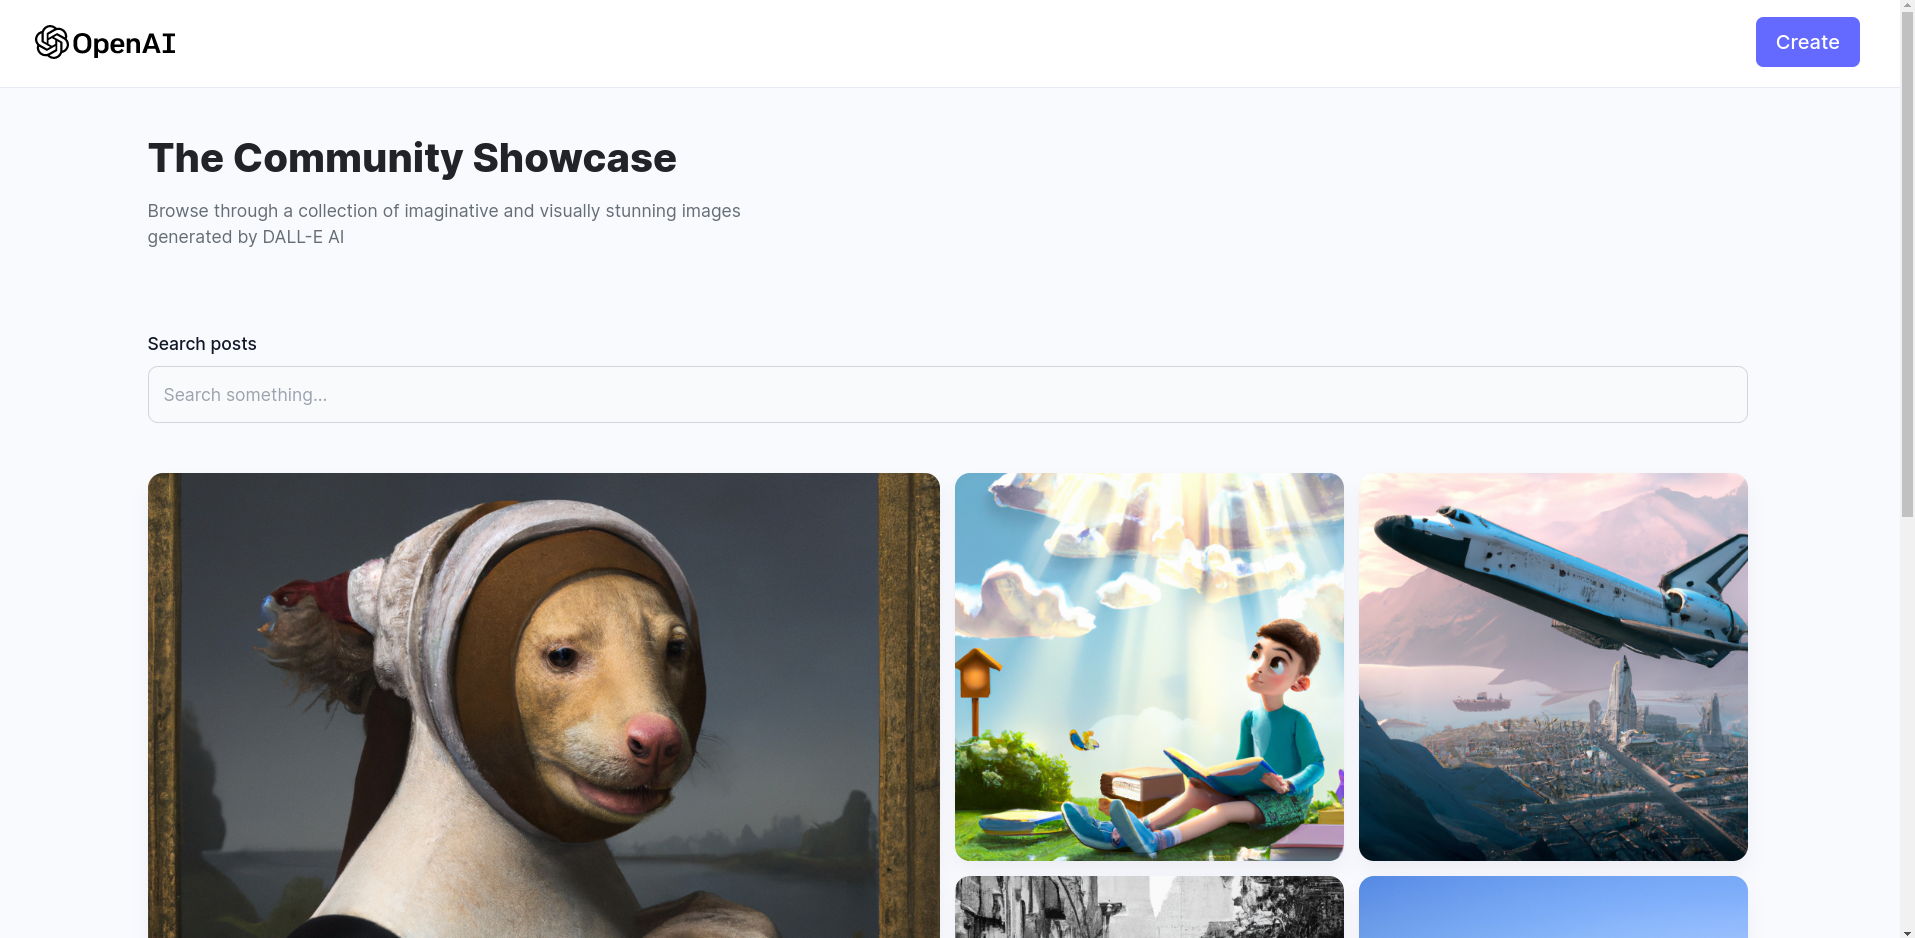 OpenAI
Create
The Community Showcase
Browse through a collection of imaginative and visually stunning images
generated by DALL-E AI
Search posts
Search something...